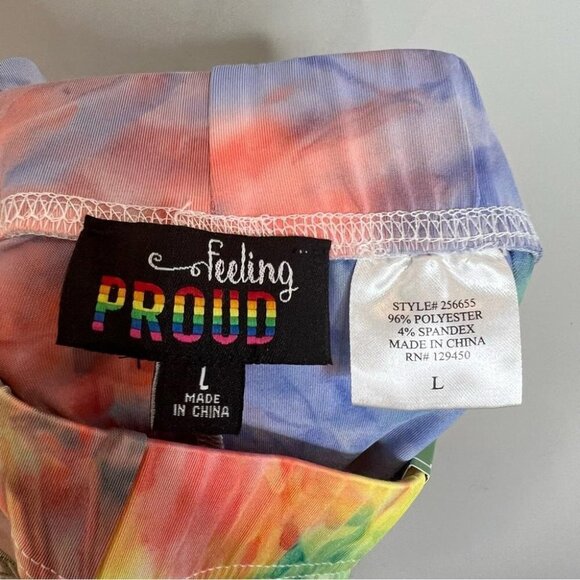 feeling
PROUD
L
MADE
IN CHINA
STYLE# 256655
96% POLYESTER
4% SPANDEX
MADE IN CHINA
RN# 129450
L